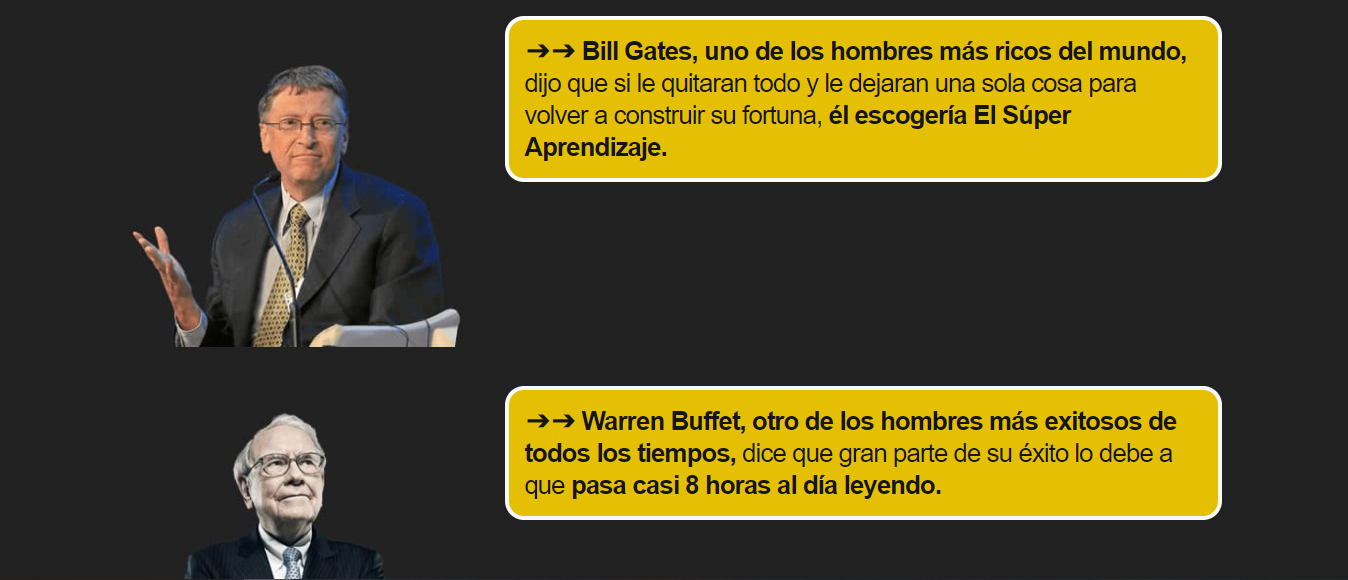 ➔➔ Bill Gates, uno de los hombres más ricos del mundo,
dijo que si le quitaran todo y le dejaran una sola cosa para
volver a construir su fortuna, él escogería El Súper
Aprendizaje.
➔➔ Warren Buffet, otro de los hombres más exitosos de
todos los tiempos, dice que gran parte de su éxito lo debe a
que pasa casi 8 horas al día leyendo.